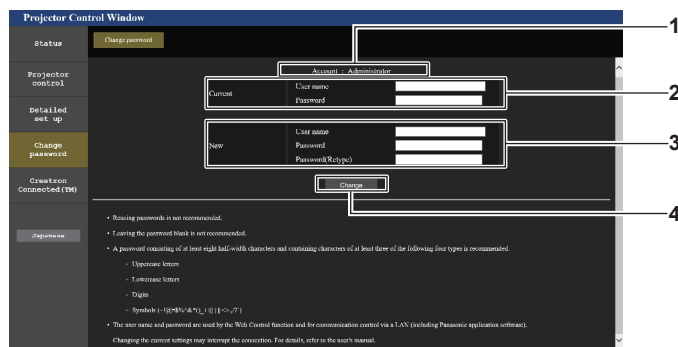 Projector Control Window
1
Status
Change password
Account : Administrator
Projector
control
Current
User name
Password
2
Detailed
set up
New
User name
Password
Password(Retype)
3
Change
password
Change
4
Crestron
Connected(TM)
Japanese
• Reusing passwords is not recommended.
• Leaving the password blank is not recommended.
• A password consisting of at least eight half-width characters and containing characters of at least three of the following four types is recommended.
- Uppercase letters
- Lowercase letters
- Digits
- Symbols
• The user name and password are used by the Web Control function and for communication control via a LAN (including Panasonic application software).
Changing the current settings may interrupt the connection. For details, refer to the user's manual.